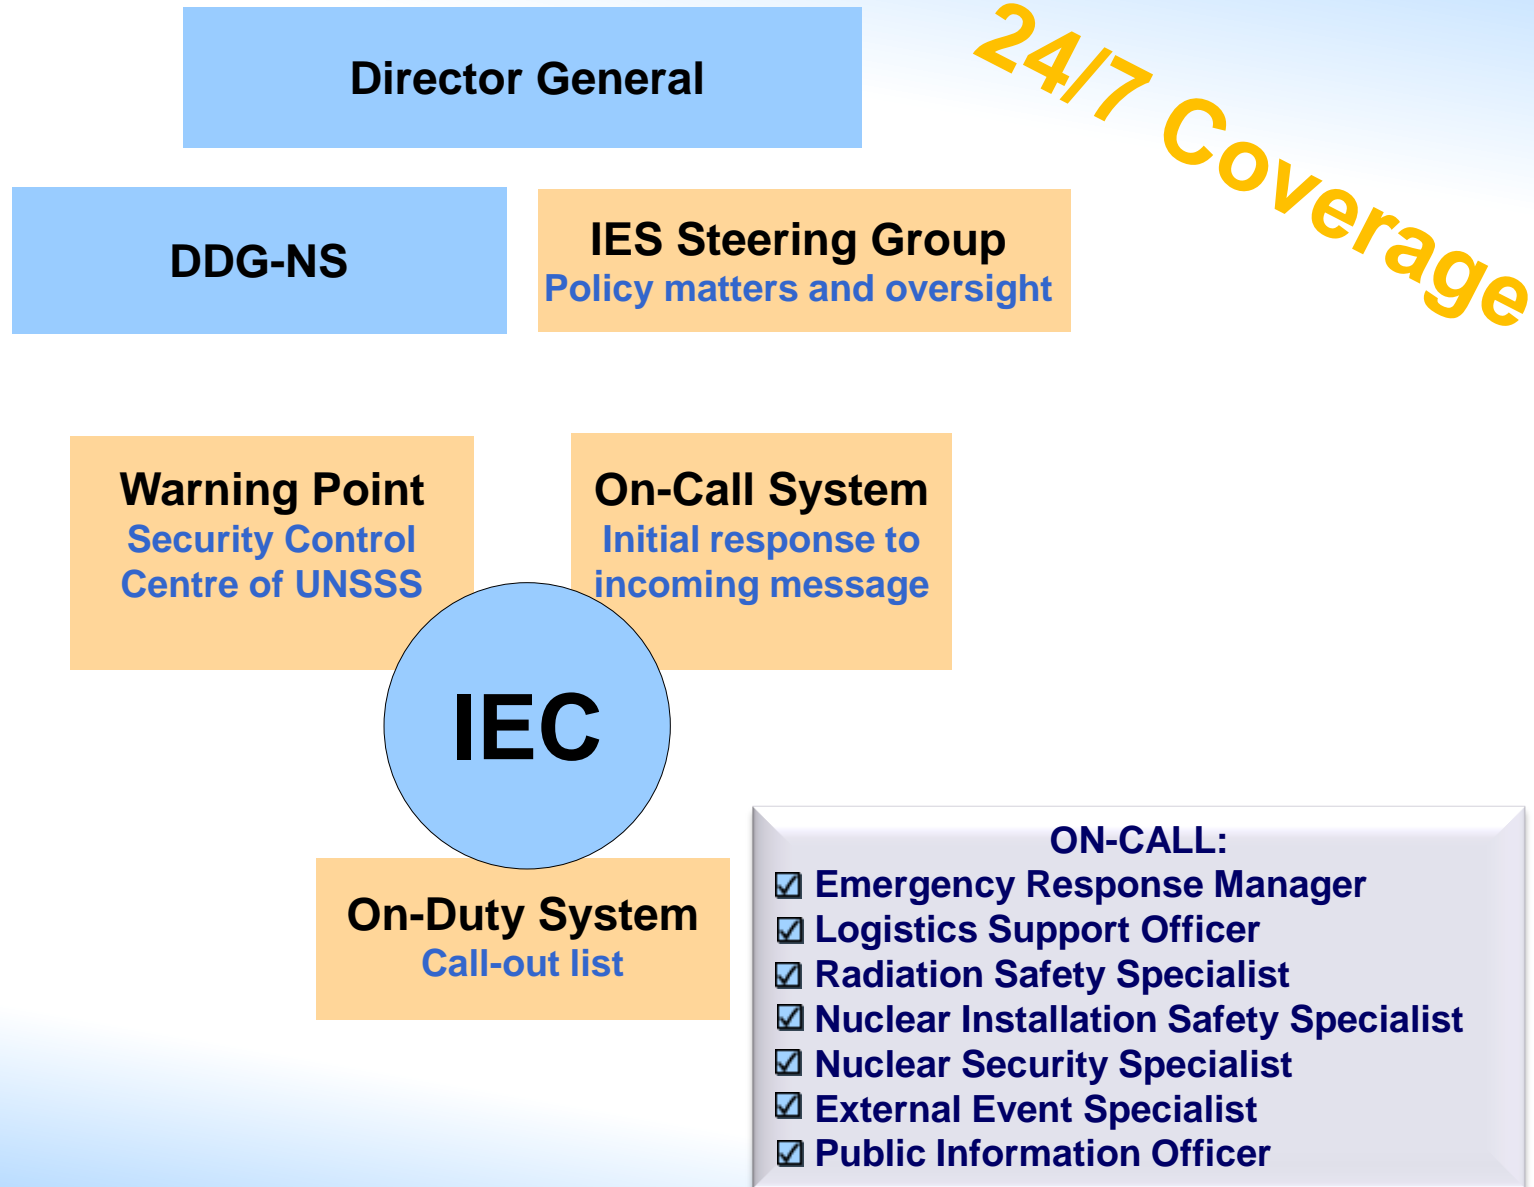 Director General
24/7 Coverage
DDG-NS
IES Steering Group
Policy matters and oversight
Warning Point
Security Control
Centre of UNSSS
On-Call System
Initial response to
incoming message
IEC
On-Duty System
Call-out list
ON-CALL:
Emergency Response Manager
Logistics Support Officer
Radiation Safety Specialist
Nuclear Installation Safety Specialist
Nuclear Security Specialist
External Event Specialist
Public Information Officer